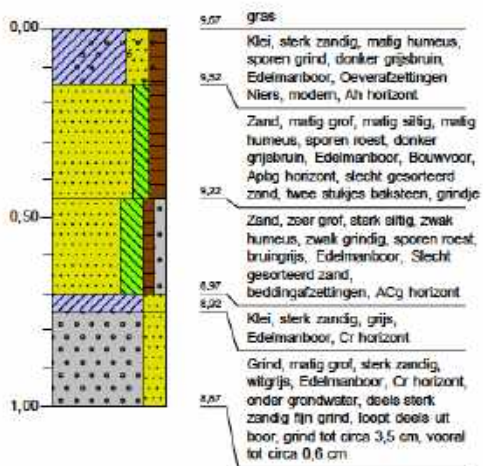 0,00
9,67
gras
Klei, sterk zandig, matig humeus,
sporen grind, donker grijsbruin,
Edelmanboor, Oeverafzettingen
Niers, modern, Ah horizont
9,52
Zand, matig grof, matig siltig, matig
humeus, sporen roest, donker
grijsbruin, Edelmanboor, Bouwvoor,
Apbg horizont, slecht gesorteerd
zand, twee stukjes baksteen, grindje
9,22
0,50
Zand, zeer grof, sterk siltig, zwak
humeus, zwak grindig, sporen roest,
bruingrijs, Edelmanboor, Slecht
gesorteerd zand,
beddingafzettingen, ACg horizont
8,97
8,92
Klei, sterk zandig, grijs,
Edelmanboor, Cr horizont
Grind, matig grof, sterk zandig,
witgrijs, Edelmanboor, Cr horizont,
onder grondwater, deels sterk
zandig fijn grind, loopt deels uit
boor, grind tot circa 3,5 cm, vooral
tot circa 0,6 cm
1,00
8,67